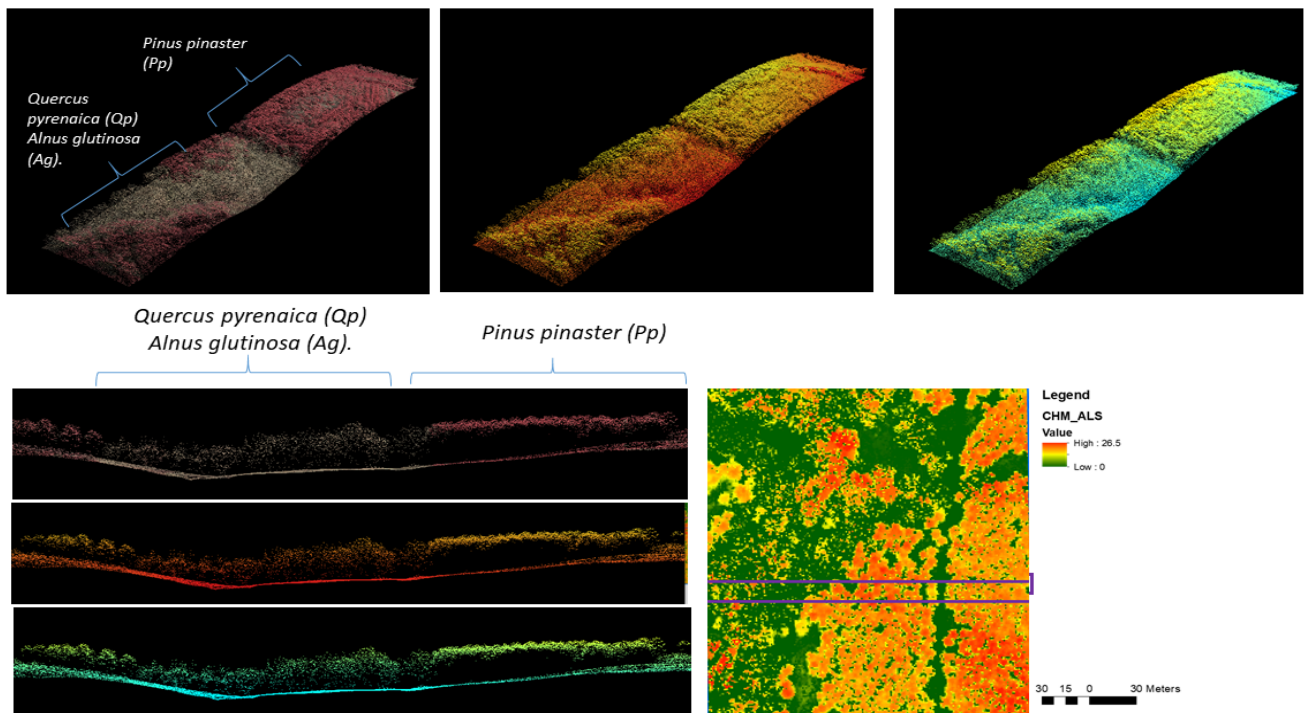 Pinus pinaster
(Pp)
Quercus
pyrenaica (Qp)
Alnus glutinosa
(Ag).
Quercus pyrenaica (Qp)
Alnus glutinosa (Ag).
Pinus pinaster (Pp)
Legend
CHM_ALS
Value
High : 26.5
Low : 0
30 15 0 30 Meters